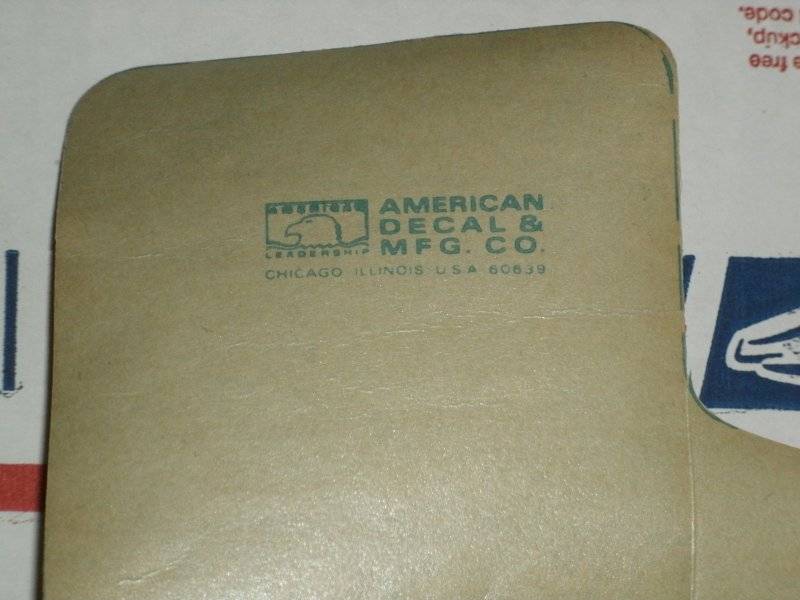 AMERICAN
LEADERSHIP
AMERICAN
DECAL &
MFG. CO.
CHICAGO ILLINOIS U.S.A 60639
free
ckup,
code.